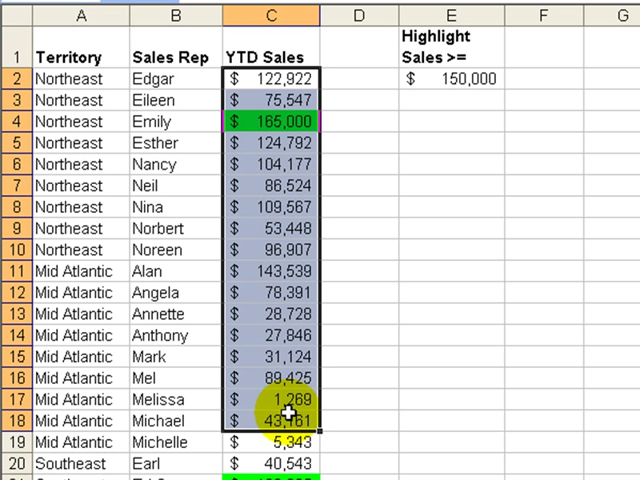 A B C D E F G
Highlight
1 Territory Sales Rep YTD Sales Sales >=
2 Northeast Edgar $ 122,922 $ 150,000
3 Northeast Eileen $ 75,547
4 Northeast Emily $ 165,000
5 Northeast Esther $ 124,792
6 Northeast Nancy $ 104,177
7 Northeast Neil $ 86,524
8 Northeast Nina $ 109,567
9 Northeast Norbert $ 53,448
10 Northeast Noreen $ 96,907
11 Mid Atlantic Alan $ 143,539
12 Mid Atlantic Angela $ 78,391
13 Mid Atlantic Annette $ 28,728
14 Mid Atlantic Anthony $ 27,846
15 Mid Atlantic Mark $ 31,124
16 Mid Atlantic Mel $ 89,425
17 Mid Atlantic Melissa $ 1,269
18 Mid Atlantic Michael $ 43,161
19 Mid Atlantic Michelle $ 5,343
20 Southeast Earl $ 40,543